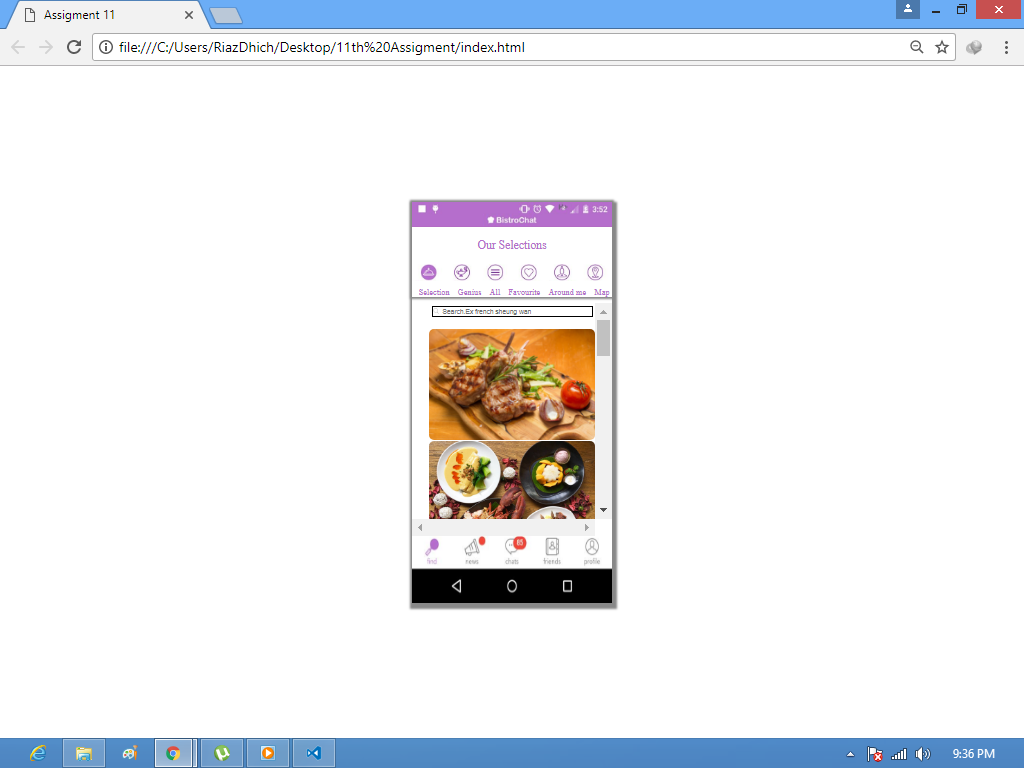 Assigment 11
file:///C:/Users/RiazDhich/Desktop/11th%20Assigment/index.html
3:52
BistroChat
Our Selections
Selection Genius All Favourite Around me Map
Search.Ex french sheung wan
85
find news chats friends profile
9:36 PM